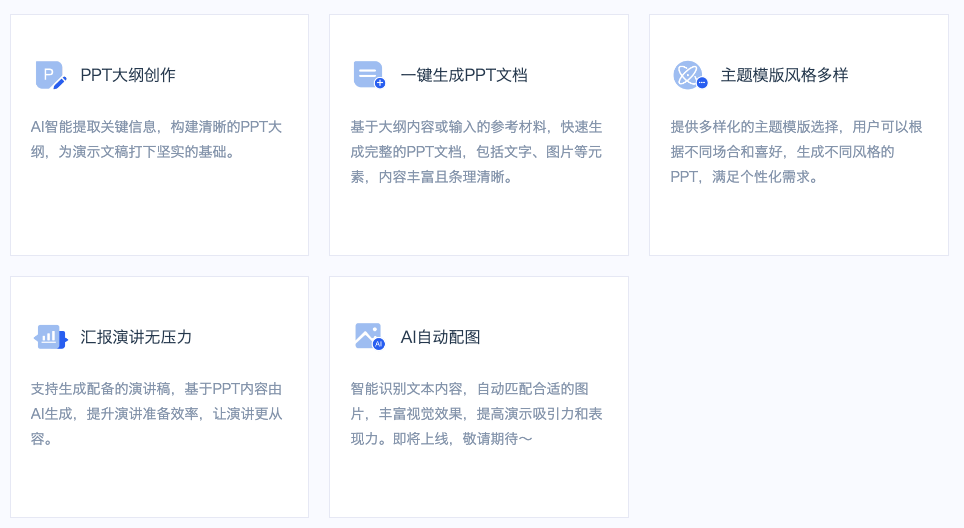 PPT大纲创作
AI智能提取关键信息，构建清晰的PPT大
纲，为演示文稿打下坚实的基础。
一键生成PPT文档
基于大纲内容或输入的参考材料，快速生
成完整的PPT文档，包括文字、图片等元
素，内容丰富且条理清晰。
主题模版风格多样
提供多样化的主题模版选择，用户可以根
据不同场合和喜好，生成不同风格的
PPT，满足个性化需求。
汇报演讲无压力
支持生成配备的演讲稿，基于PPT内容由
AI生成，提升演讲准备效率，让演讲更从
容。
AI自动配图
智能识别文本内容，自动匹配合适的图
片，丰富视觉效果，提高演示吸引力和表
现力。即将上线，敬请期待～